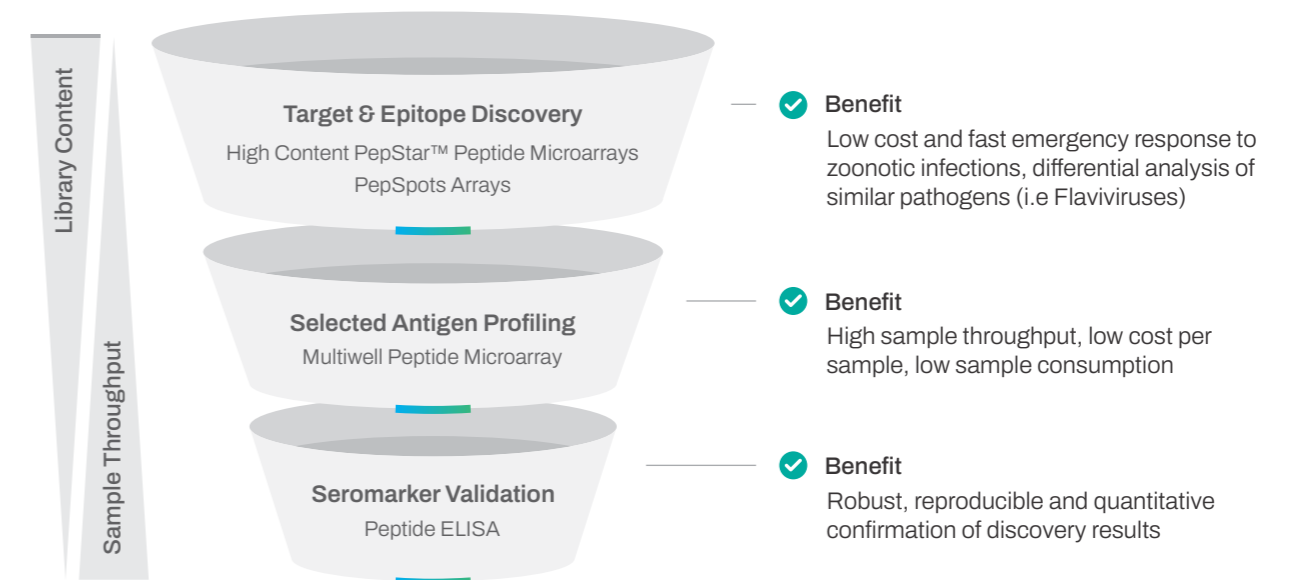 Library Content
Sample Throughput
Target & Epitope Discovery
High Content PepStar™ Peptide Microarrays
PepSpots Arrays
Benefit
Low cost and fast emergency response to
zoonotic infections, differential analysis of
similar pathogens (i.e Flaviviruses)
Selected Antigen Profiling
Multiwell Peptide Microarray
Benefit
High sample throughput, low cost per
sample, low sample consumption
Seromarker Validation
Peptide ELISA
Benefit
Robust, reproducible and quantitative
confirmation of discovery results